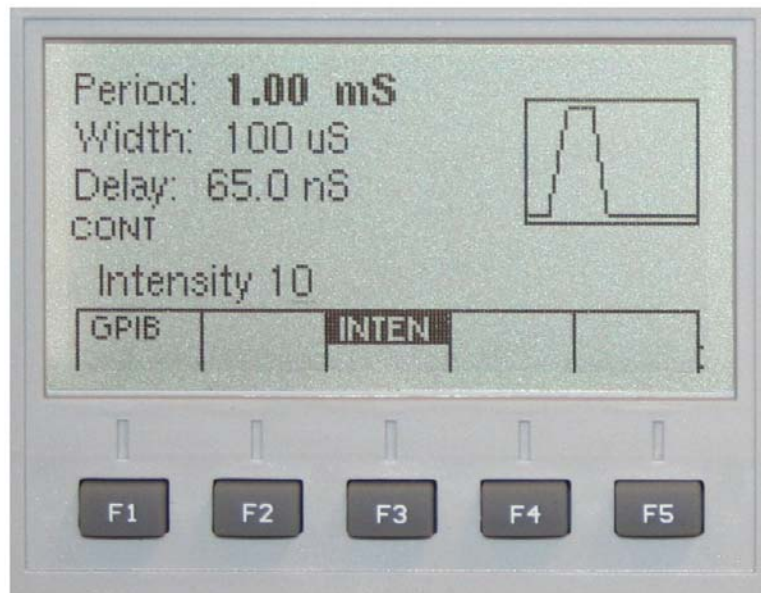 Period: 1.00 mS
Width: 100 uS
Delay: 65.0 nS
CONT
Intensity 10
GPIB INTEN
F1 F2 F3 F4 F5